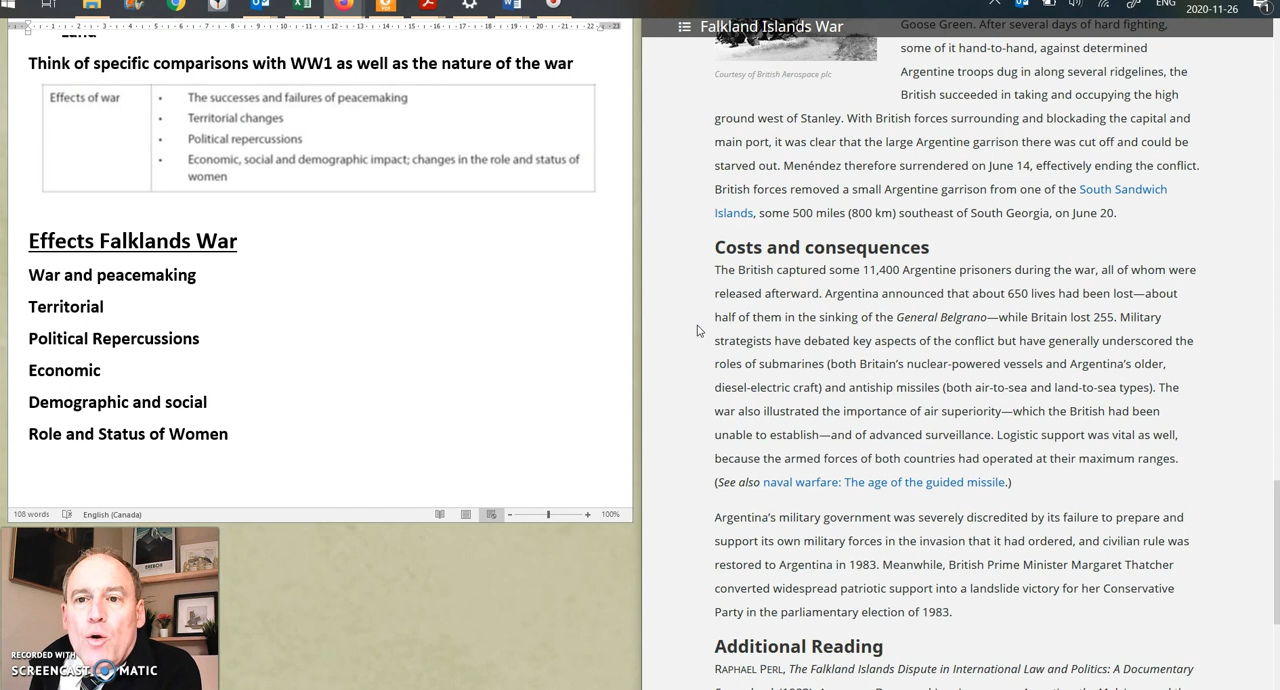 ENG
2020-11-26
1
Land
Think of specific comparisons with WW1 as well as the nature of the war
Effects of war
• The successes and failures of peacemaking
• Territorial changes
• Political repercussions
• Economic, social and demographic impact; changes in the role and status of
women
Effects Falklands War
War and peacemaking
Territorial
Political Repercussions
Economic
Demographic and social
Role and Status of Women
108 words
English (Canada)
100%
EREBOR
RECORDED WITH
SCREENCAST-O-MATIC
Falkland Islands War
Goose Green. After several days of hard fighting,
some of it hand-to-hand, against determined
Courtesy of British Aerospace plc
Argentine troops dug in along several ridgelines, the
British succeeded in taking and occupying the high
ground west of Stanley. With British forces surrounding and blockading the capital and
main port, it was clear that the large Argentine garrison there was cut off and could be
starved out. Menéndez therefore surrendered on June 14, effectively ending the conflict.
British forces removed a small Argentine garrison from one of the South Sandwich
Islands, some 500 miles (800 km) southeast of South Georgia, on June 20.
Costs and consequences
The British captured some 11,400 Argentine prisoners during the war, all of whom were
released afterward. Argentina announced that about 650 lives had been lost—about
half of them in the sinking of the General Belgrano—while Britain lost 255. Military
strategists have debated key aspects of the conflict but have generally underscored the
roles of submarines (both Britain's nuclear-powered vessels and Argentina's older,
diesel-electric craft) and antiship missiles (both air-to-sea and land-to-sea types). The
war also illustrated the importance of air superiority—which the British had been
unable to establish—and of advanced surveillance. Logistic support was vital as well,
because the armed forces of both countries had operated at their maximum ranges.
(See also naval warfare: The age of the guided missile.)
Argentina's military government was severely discredited by its failure to prepare and
support its own military forces in the invasion that it had ordered, and civilian rule was
restored to Argentina in 1983. Meanwhile, British Prime Minister Margaret Thatcher
converted widespread patriotic support into a landslide victory for her Conservative
Party in the parliamentary election of 1983.
Additional Reading
RAPHAEL PERL, The Falkland Islands Dispute in International Law and Politics: A Documentary